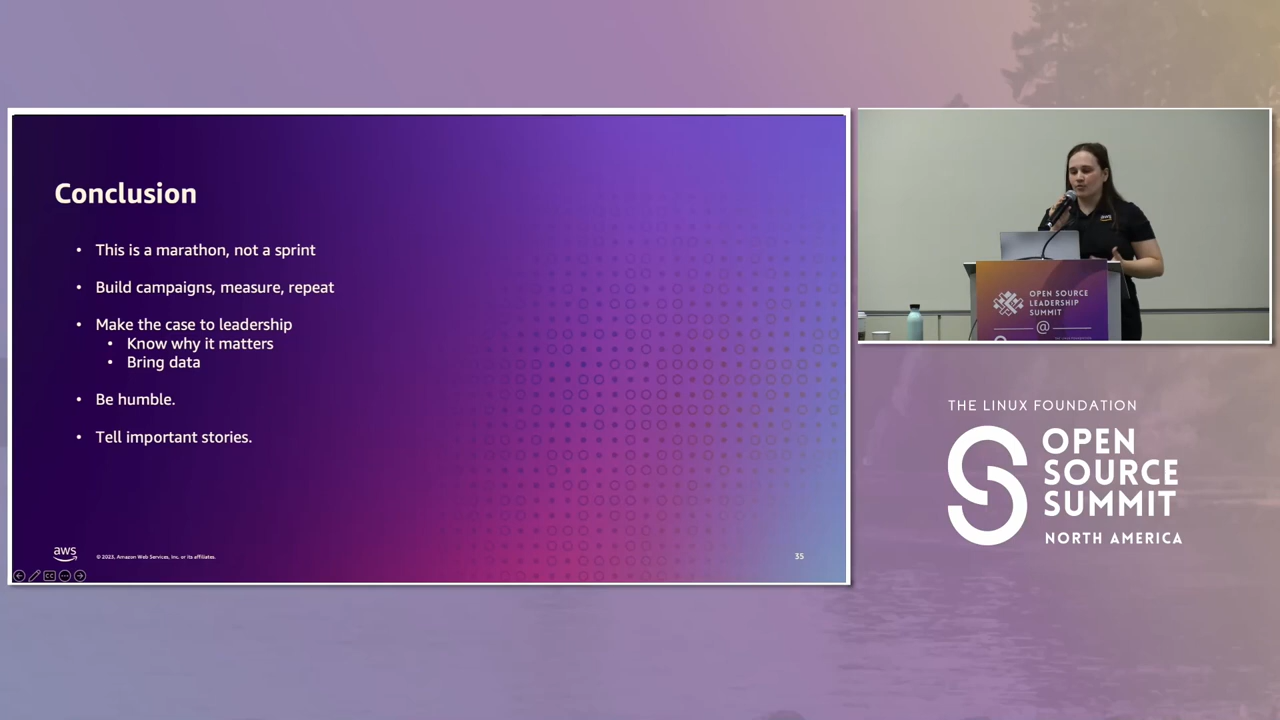 Conclusion
• This is a marathon, not a sprint
• Build campaigns, measure, repeat
• Make the case to leadership
• Know why it matters
• Bring data
• Be humble.
• Tell important stories.
aws
© 2023, Amazon Web Services, Inc. or its affiliates.
35
CC
aws
OPEN SOURCE
LEADERSHIP
SUMMIT
@
THE LINUX FOUNDATION
OPEN
SOURCE
SUMMIT
NORTH AMERICA